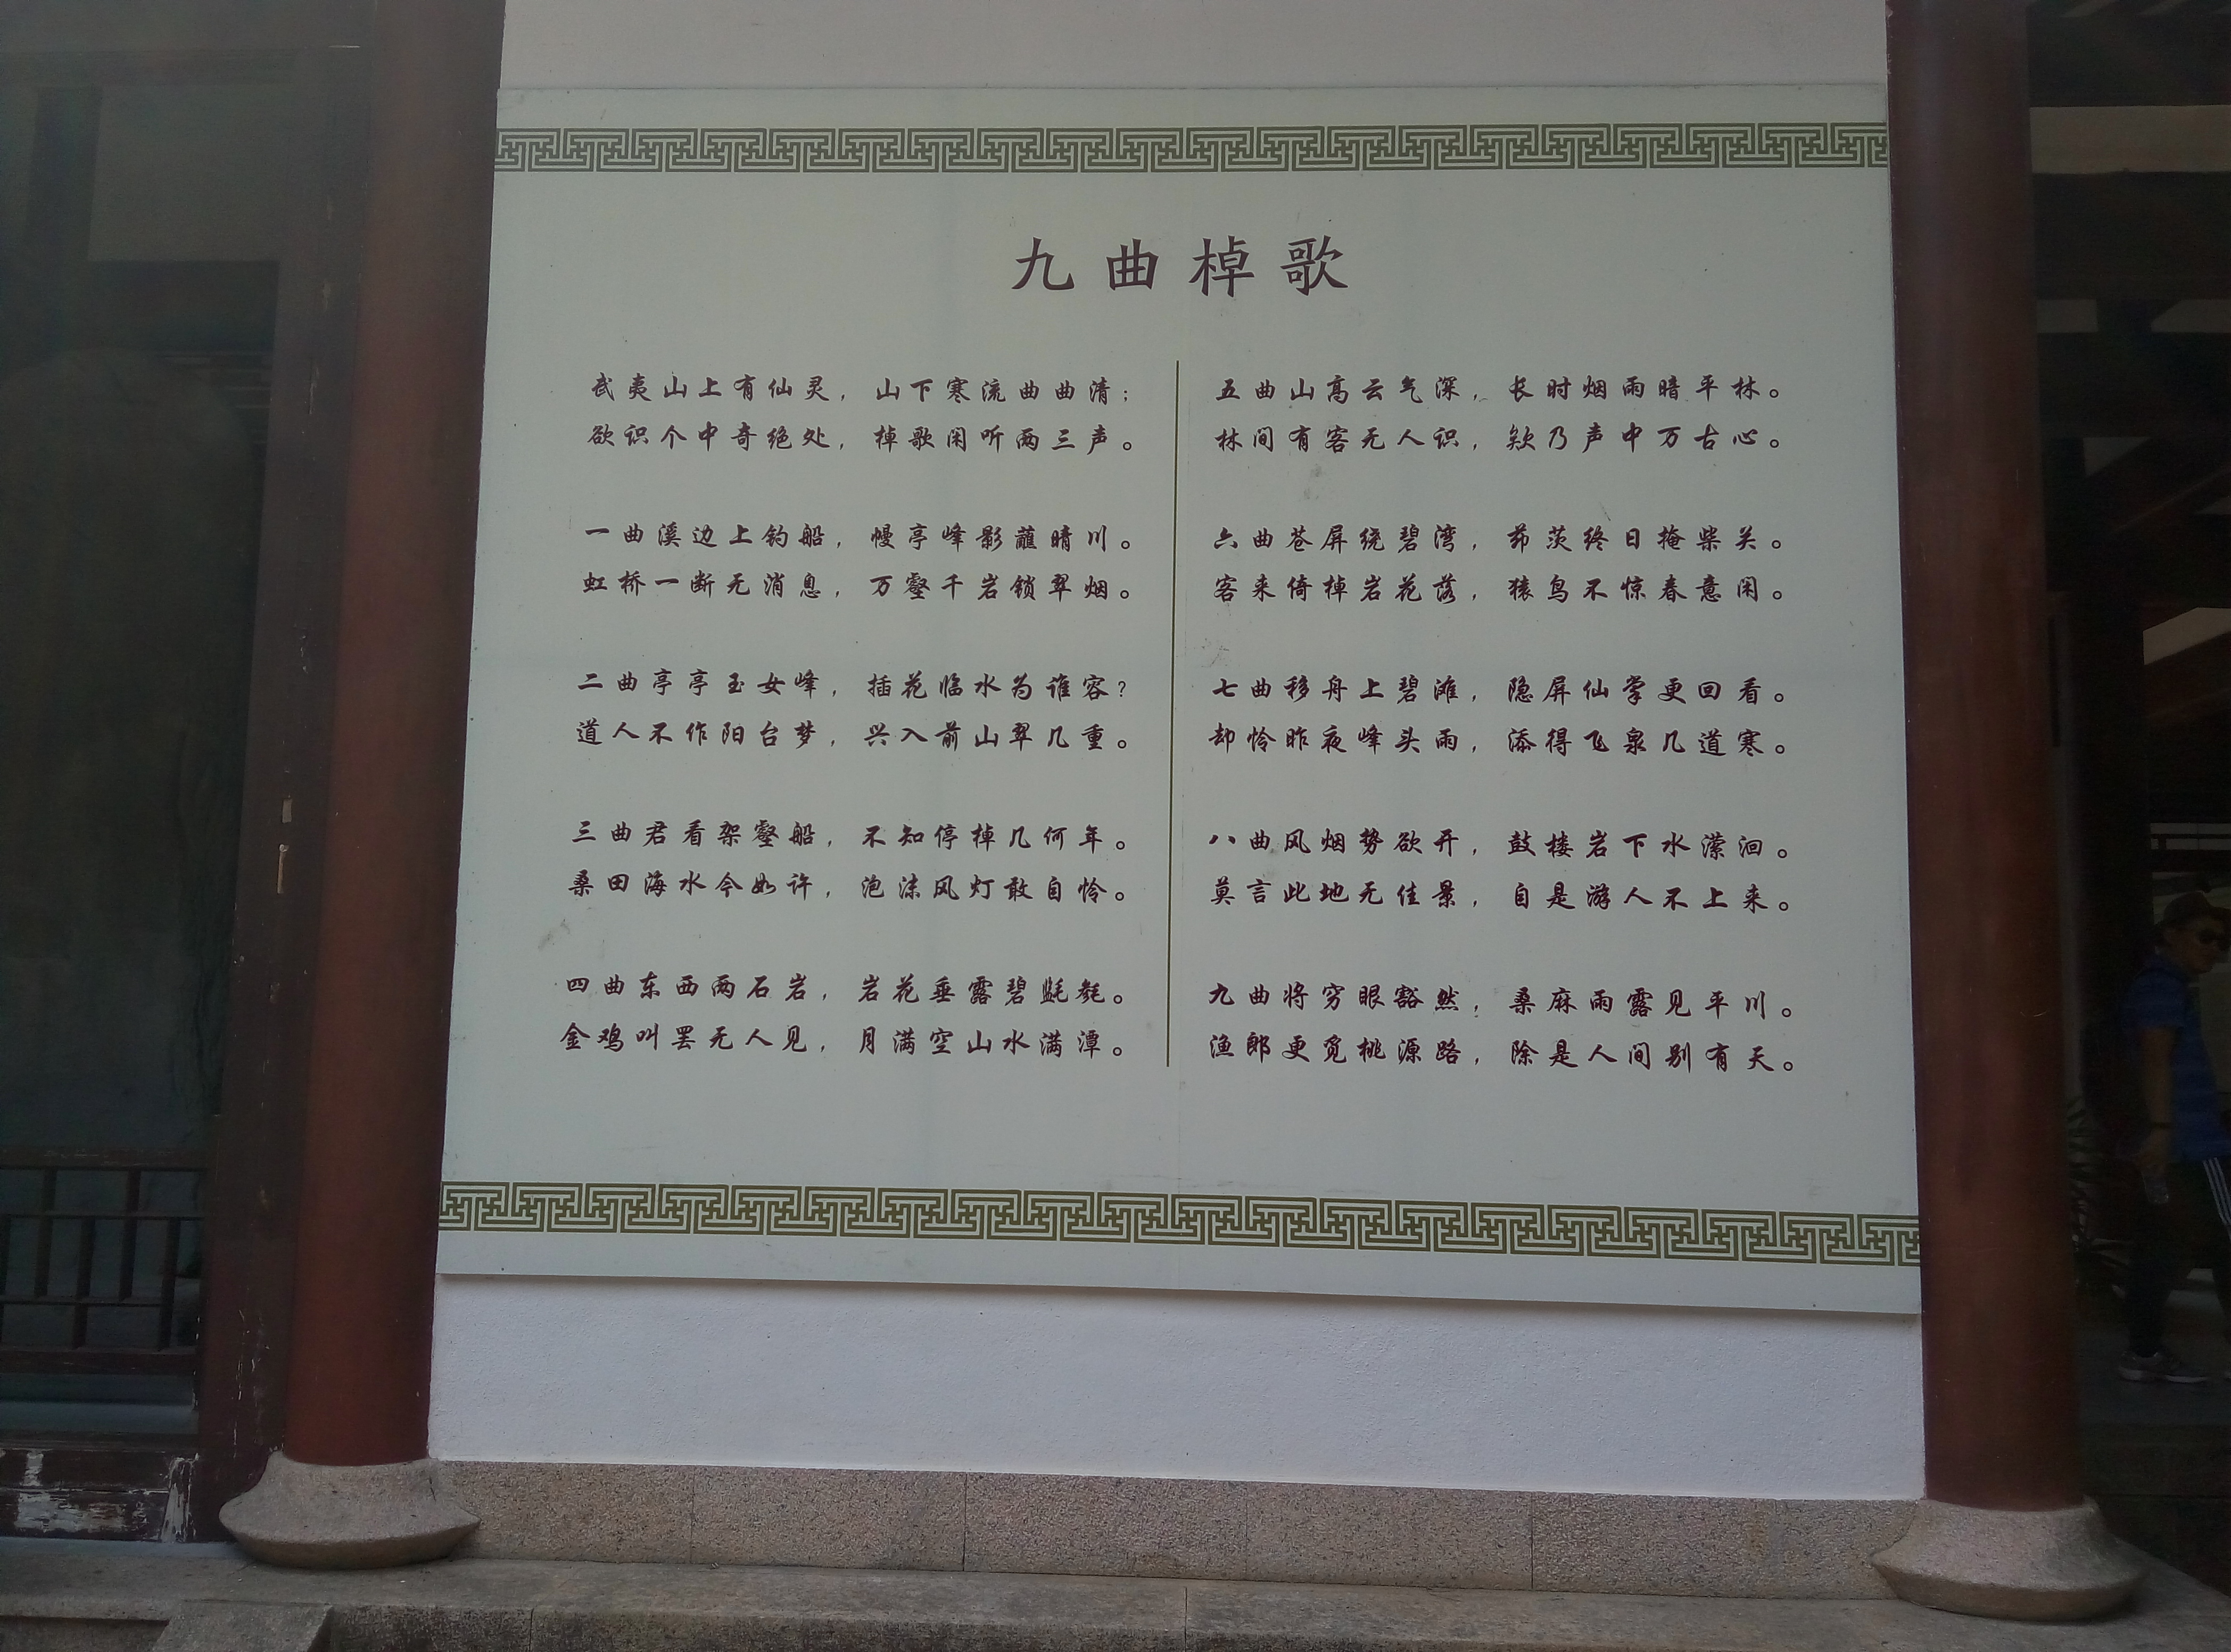 九曲棹歌
武夷山上有仙灵，山下寒流曲曲清；
欲识个中奇绝处，棹歌闲听两三声。
一曲溪边上钓船，幔亭峰影蘸晴川。
虹桥一断无消息，万壑千岩锁翠烟。
二曲亭亭玉女峰，插花临水为谁容？
道人不作阳台梦，兴入前山翠几重。
三曲君看架壑船，不知停棹几何年。
桑田海水今如许，泡沫风灯敢自怜。
四曲东西两石岩，岩花垂露碧㲯毵。
金鸡叫罢无人见，月满空山水满潭。
五曲山高云气深，长时烟雨暗平林。
林间有客无人识，欸乃声中万古心。
六曲苍屏绕碧湾，茆茨终日掩柴关。
客来倚棹岩花落，猿鸟不惊春意闲。
七曲移舟上碧滩，隐屏仙掌更回看。
却怜昨夜峰头雨，添得飞泉几道寒。
八曲风烟势欲开，鼓楼岩下水潆洄。
莫言此地无佳景，自是游人不上来。
九曲将穷眼豁然，桑麻雨露见平川。
渔郎更觅桃源路，除是人间别有天。